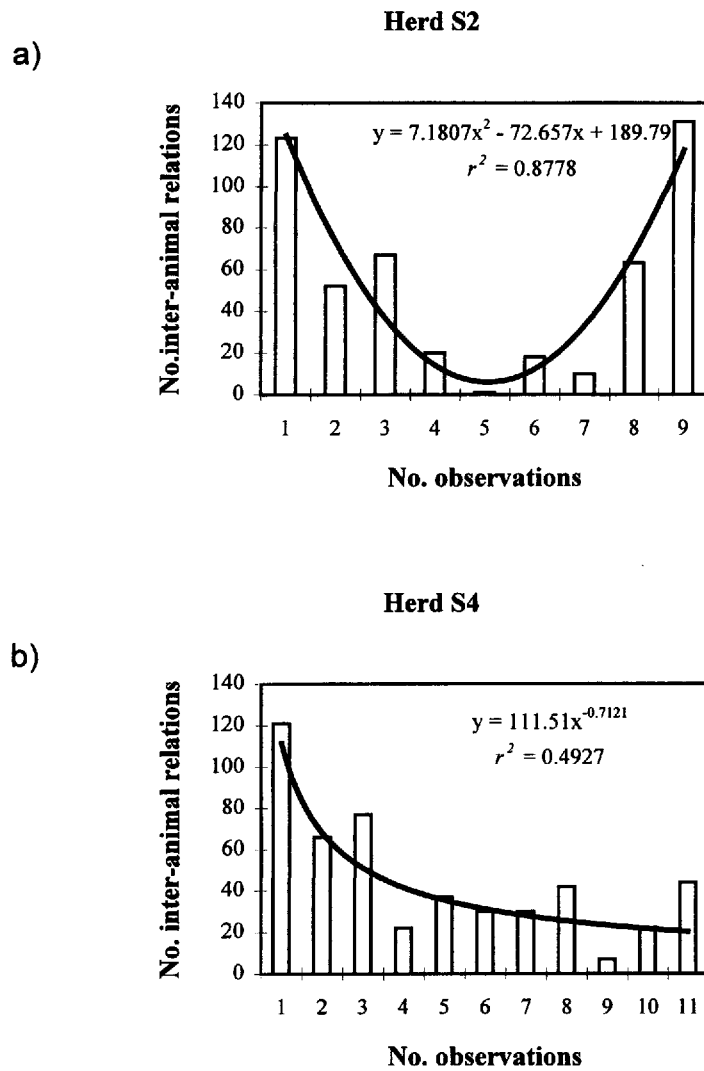 Herd S2
a)
No.inter-animal relations
140
120
100
80
60
40
20
0
y = 7.1807x² - 72.657x + 189.79
r² = 0.8778
1 2 3 4 5 6 7 8 9
No. observations
Herd S4
b)
No. inter-animal relations
140
120
100
80
60
40
20
0
y = 111.51x⁻⁰·⁷¹²¹
r² = 0.4927
1 2 3 4 5 6 7 8 9 10 11
No. observations